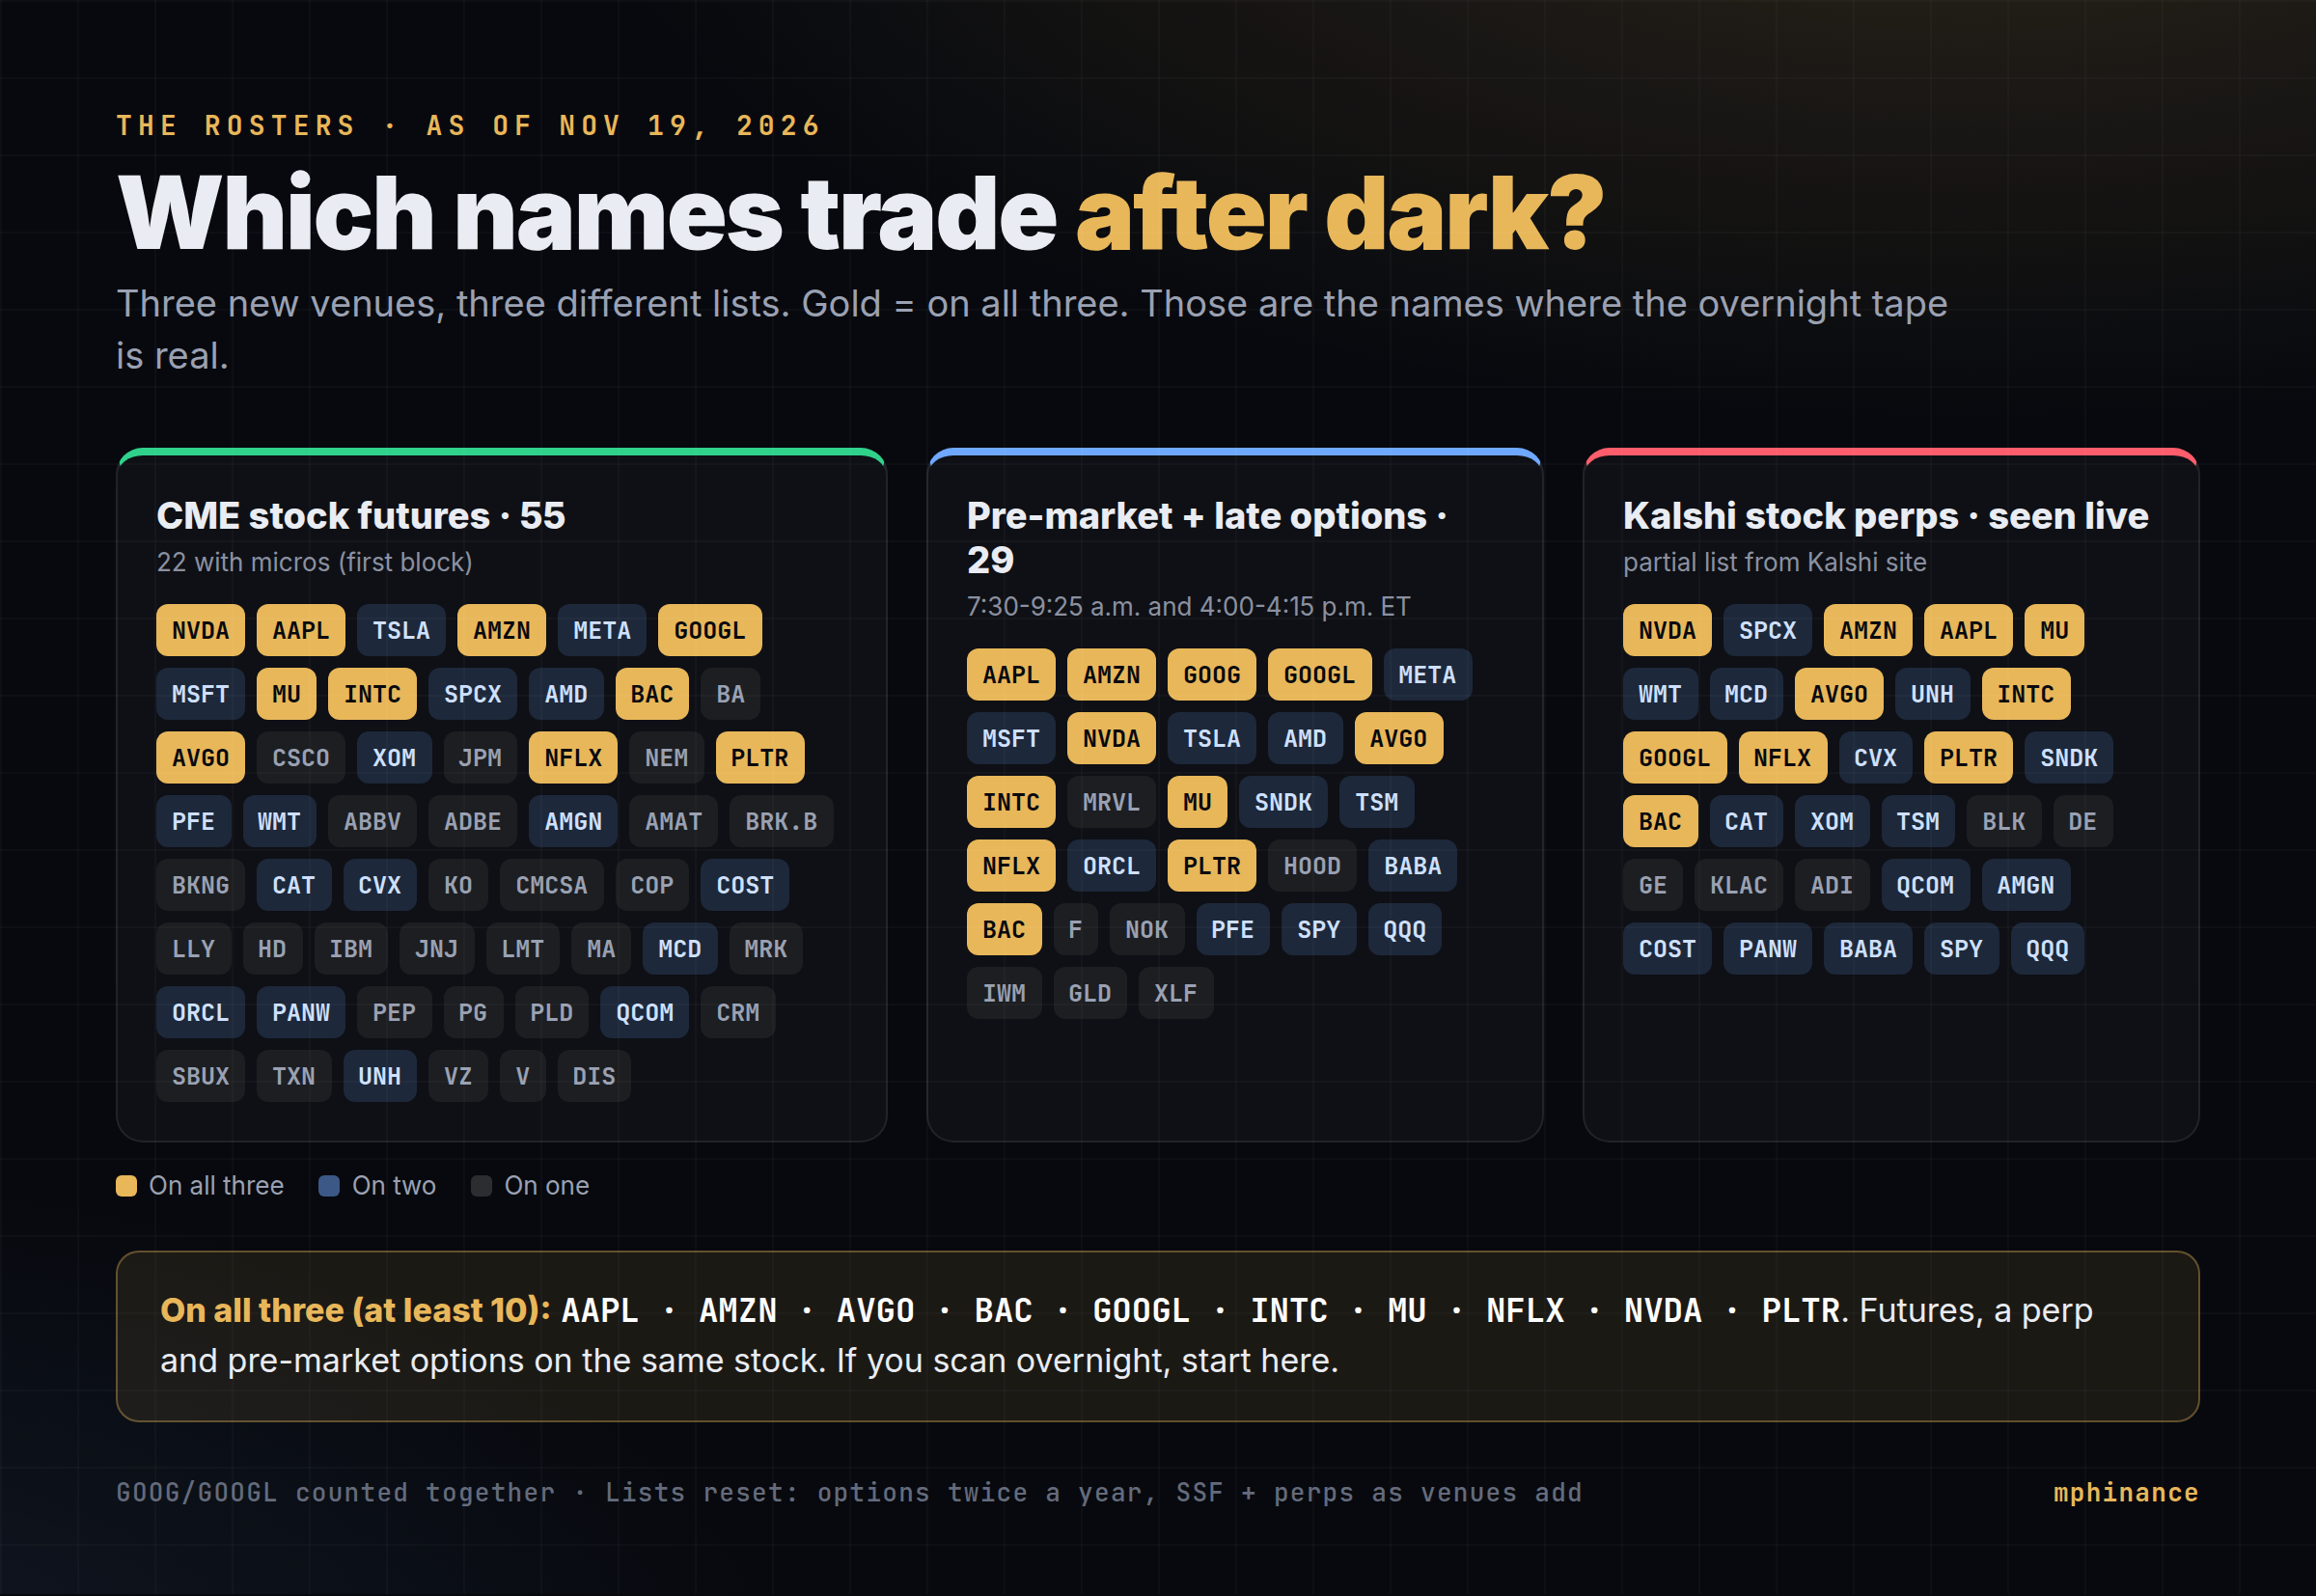 THE ROSTERS · AS OF NOV 19, 2026
Which names trade after dark?
Three new venues, three different lists. Gold = on all three. Those are the names where the overnight tape
is real.
CME stock futures · 55
22 with micros (first block)
NVDA AAPL TSLA AMZN META GOOGL
MSFT MU INTC SPCX AMD BAC BA
AVGO CSCO XOM JPM NFLX NEM PLTR
PFE WMT ABBV ADBE AMGN AMAT BRK.B
BKNG CAT CVX KO CMCSA COP COST
LLY HD IBM JNJ LMT MA MCD MRK
ORCL PANW PEP PG PLD QCOM CRM
SBUX TXN UNH VZ V DIS
Pre-market + late options ·
29
7:30-9:25 a.m. and 4:00-4:15 p.m. ET
AAPL AMZN GOOG GOOGL META
MSFT NVDA TSLA AMD AVGO
INTC MRVL MU SNDK TSM
NFLX ORCL PLTR HOOD BABA
BAC F NOK PFE SPY QQQ
IWM GLD XLF
Kalshi stock perps · seen live
partial list from Kalshi site
NVDA SPCX AMZN AAPL MU
WMT MCD AVGO UNH INTC
GOOGL NFLX CVX PLTR SNDK
BAC CAT XOM TSM BLK DE
GE KLAC ADI QCOM AMGN
COST PANW BABA SPY QQQ
On all three On two On one
On all three (at least 10): AAPL · AMZN · AVGO · BAC · GOOGL · INTC · MU · NFLX · NVDA · PLTR. Futures, a perp
and pre-market options on the same stock. If you scan overnight, start here.
GOOG/GOOGL counted together · Lists reset: options twice a year, SSF + perps as venues add
mphinance